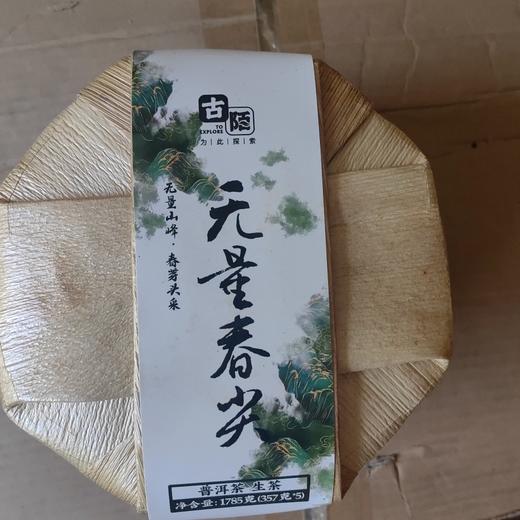 古陌
TO
EXPLORE
为|此|探|索
无量春尖
无量山峰·春芽头采
普洱茶 生茶
净含量:1785克(357克*5)